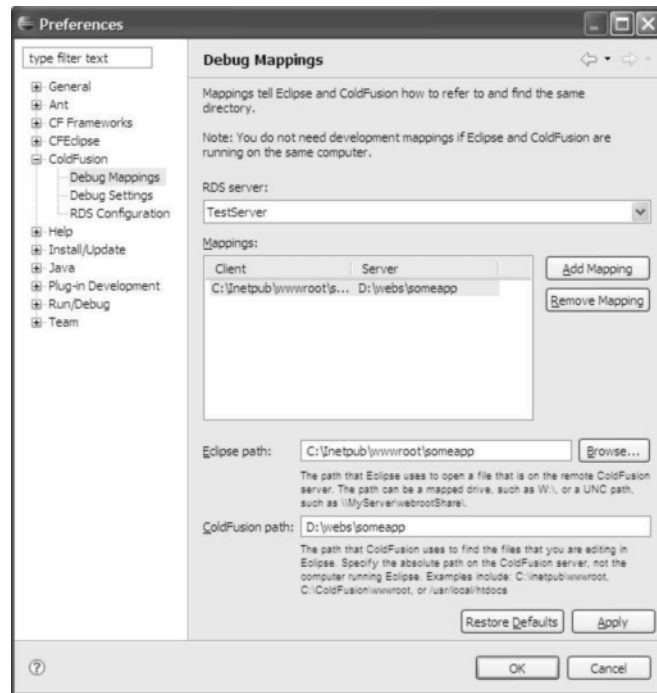 Preferences
type filter text
General
Ant
CF Frameworks
CFEclipse
ColdFusion
Debug Mappings
Debug Settings
RDS Configuration
Help
Install/Update
Java
Plug-in Development
Run/Debug
Team
Debug Mappings
Mappings tell Eclipse and ColdFusion how to refer to and find the same
directory.
Note: You do not need development mappings if Eclipse and ColdFusion are
running on the same computer.
RDS server:
TestServer
Mappings:
Client Server
C:\Inetpub\wwwroot\s... D:\webs\someapp
Add Mapping
Remove Mapping
Eclipse path: C:\Inetpub\wwwroot\someapp Browse...
The path that Eclipse uses to open a file that is on the remote ColdFusion
server. The path can be a mapped drive, such as W:\, or a UNC path,
such as \\MyServer\webrootShare\.
ColdFusion path: D:\webs\someapp
The path that ColdFusion uses to find the files that you are editing in
Eclipse. Specify the absolute path on the ColdFusion server, not the
computer running Eclipse. Examples include: C:\inetpub\wwwroot,
C:\ColdFusion\wwwroot, or /usr/local/htdocs
Restore Defaults Apply
OK Cancel